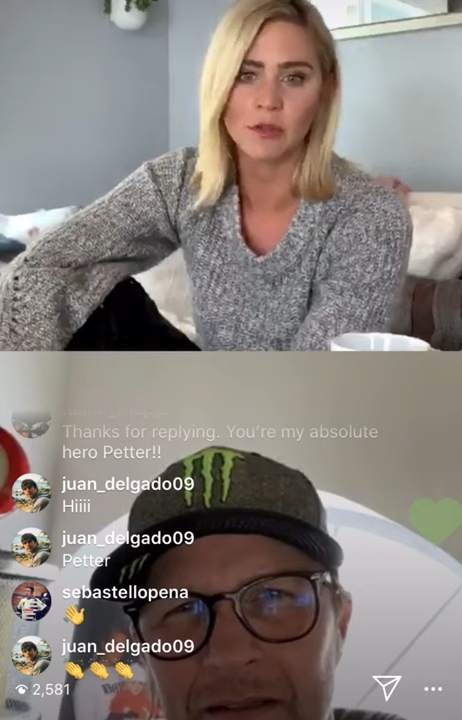 Thanks for replying. You're my absolute
hero Petter!!
juan_delgado09
Hiiii
juan_delgado09
Petter
sebastellopena
👋
juan_delgado09
👏👏👏
2,581